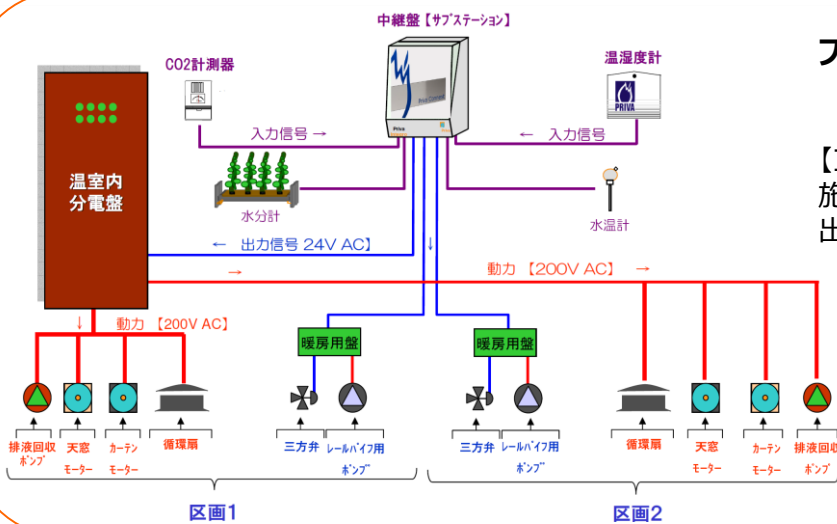 中継盤【サブステーション】
CO2計測器
温湿度計
Priva
PRIVA
入力信号 →
← 入力信号
温室内
分電盤
水分計
水温計
← 出力信号 24V AC】
↓
→
動力 【200V AC】 →
↓ 動力 【200V AC】
暖房用盤
暖房用盤
排液回収
ポンプ
天窓
モーター
カーテン
モーター
循環扇
三方弁
レールパイプ用
ポンプ
三方弁
レールパイプ用
ポンプ
循環扇
天窓
モーター
カーテン
モーター
排液回収
ポンプ
区画1
区画2
施
出